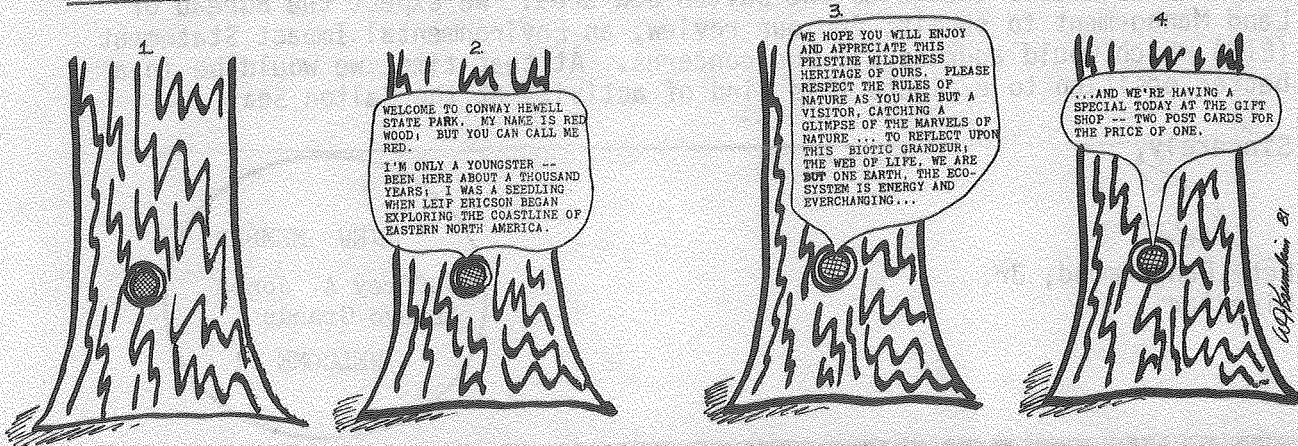 1.
2.
WELCOME TO CONWAY HEWELL
STATE PARK. MY NAME IS RED
WOOD; BUT YOU CAN CALL ME
RED.
I'M ONLY A YOUNGSTER --
BEEN HERE ABOUT A THOUSAND
YEARS; I WAS A SEEDLING
WHEN LEIF ERICSON BEGAN
EXPLORING THE COASTLINE OF
EASTERN NORTH AMERICA.
3.
WE HOPE YOU WILL ENJOY
AND APPRECIATE THIS
PRISTINE WILDERNESS
HERITAGE OF OURS. PLEASE
RESPECT THE RULES OF
NATURE AS YOU ARE BUT A
VISITOR, CATCHING A
GLIMPSE OF THE MARVELS OF
NATURE ... TO REFLECT UPON
THIS BIOTIC GRANDEUR;
THE WEB OF LIFE, WE ARE
BUT ONE EARTH, THE ECO-
SYSTEM IS ENERGY AND
EVERCHANGING...
4.
...AND WE'RE HAVING A
SPECIAL TODAY AT THE GIFT
SHOP -- TWO POST CARDS FOR
THE PRICE OF ONE.
81